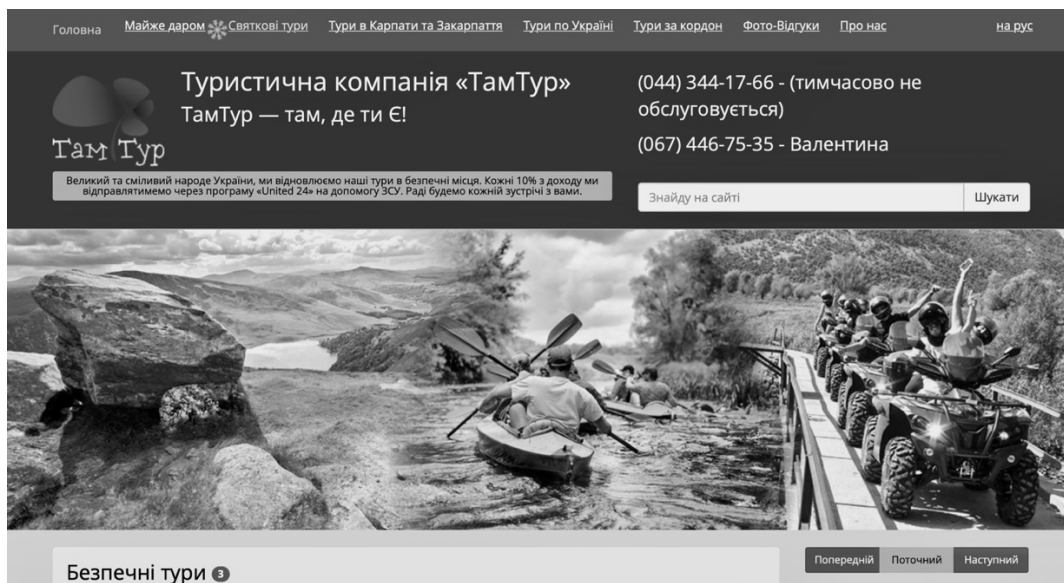 Головна Майже даром Святкові тури Тури в Карпати та Закарпаття Тури по Україні Тури за кордон Фото-Відгуки Про нас на рус
Туристична компанія «ТамТур»
ТамТур — там, де ти Є!
Там Тур
Великий та сміливий народе України, ми відновлюємо наші тури в безпечні місця. Кожні 10% з доходу ми
відправлятимемо через програму «United 24» на допомогу ЗСУ. Раді будемо кожній зустрічі з вами.
(044) 344-17-66 - (тимчасово не
обслуговується)
(067) 446-75-35 - Валентина
Знайду на сайті Шукати
Безпечні тури 3
Попередній Поточний Наступний